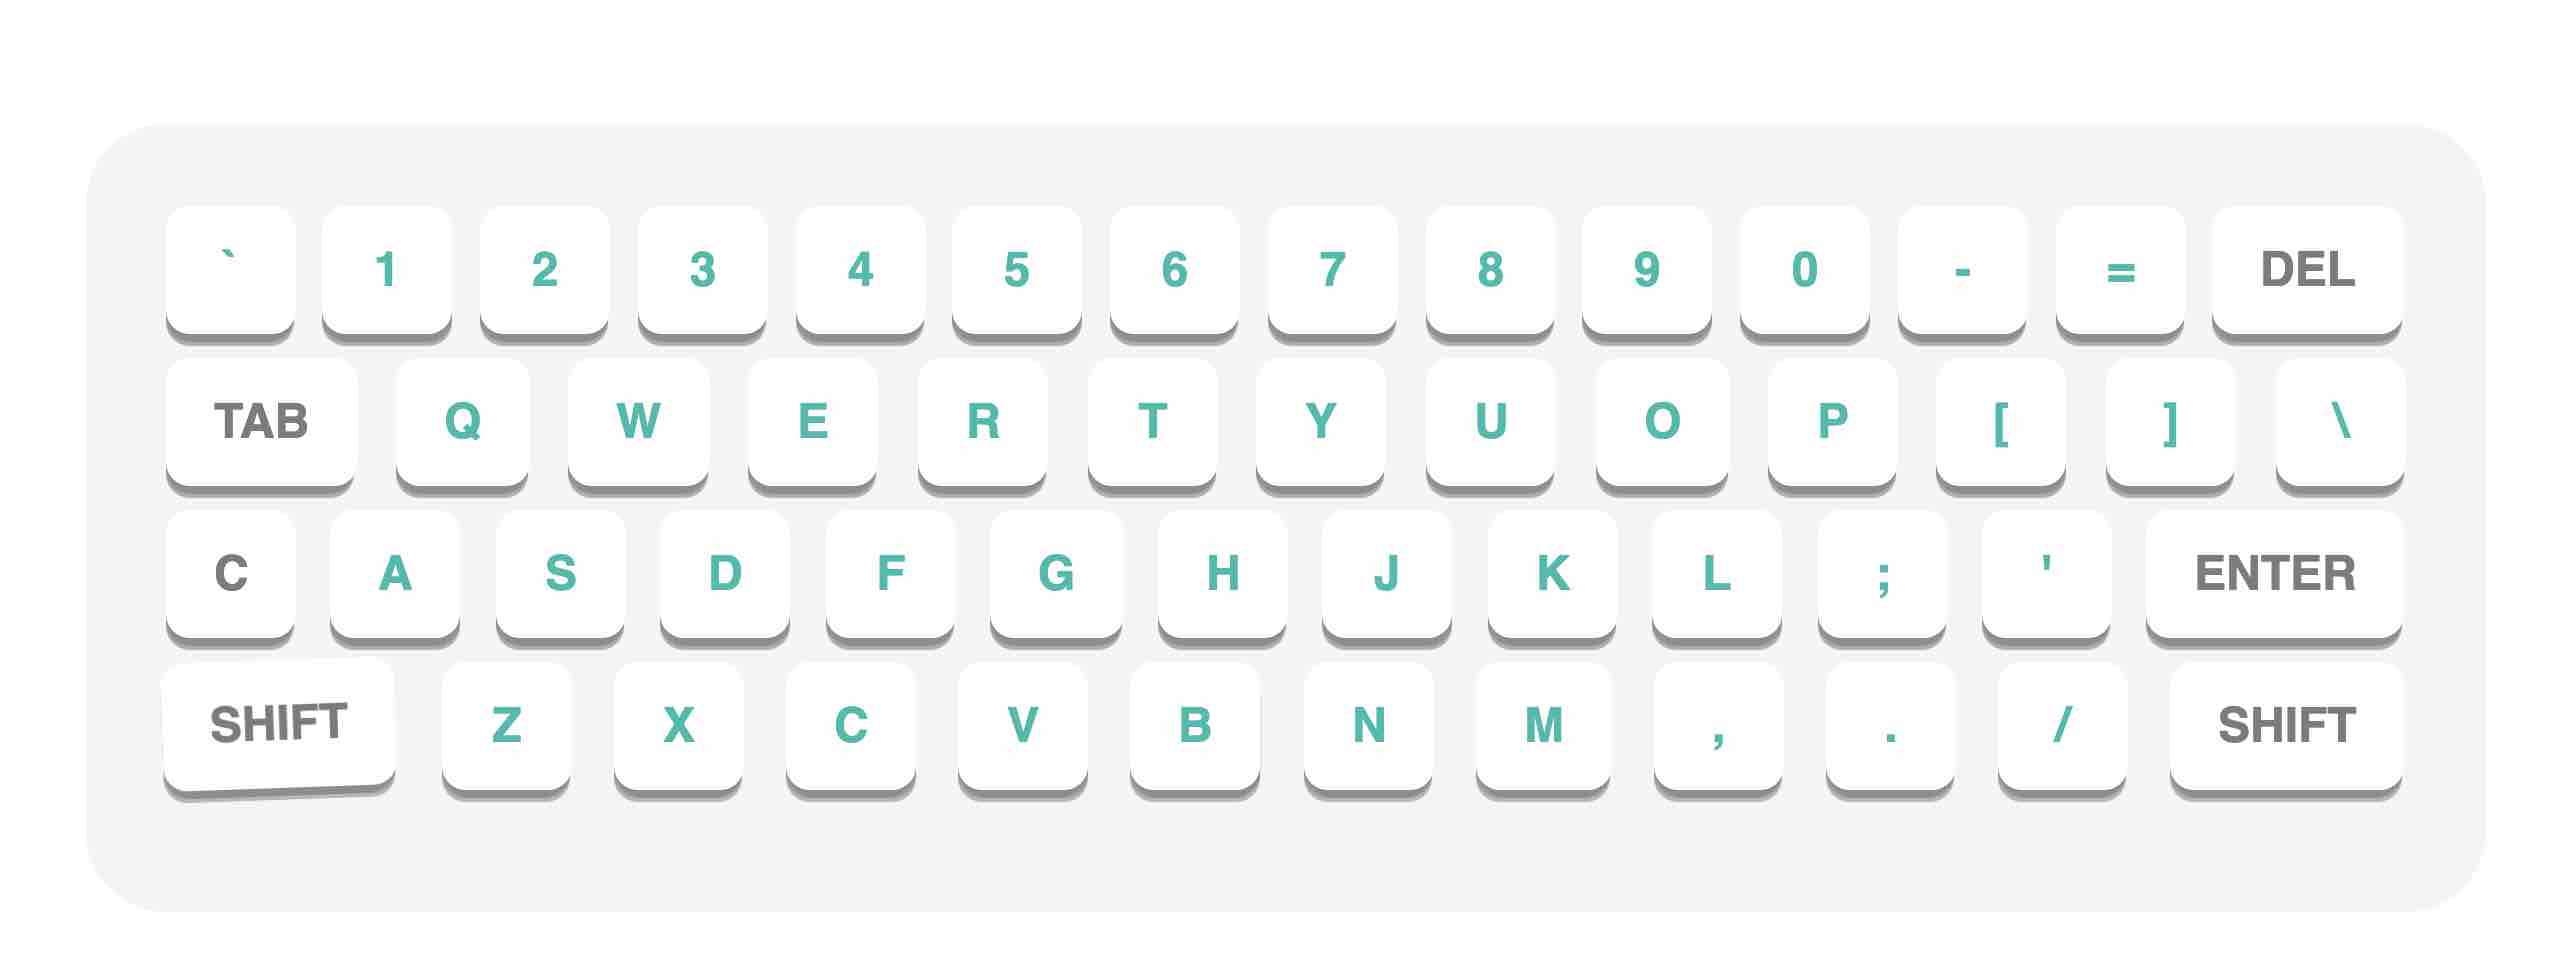 ` 1 2 3 4 5 6 7 8 9 0 - = DEL
TAB Q W E R T Y U O P [ ] \
C A S D F G H J K L ; ' ENTER
SHIFT Z X C V B N M , . / SHIFT